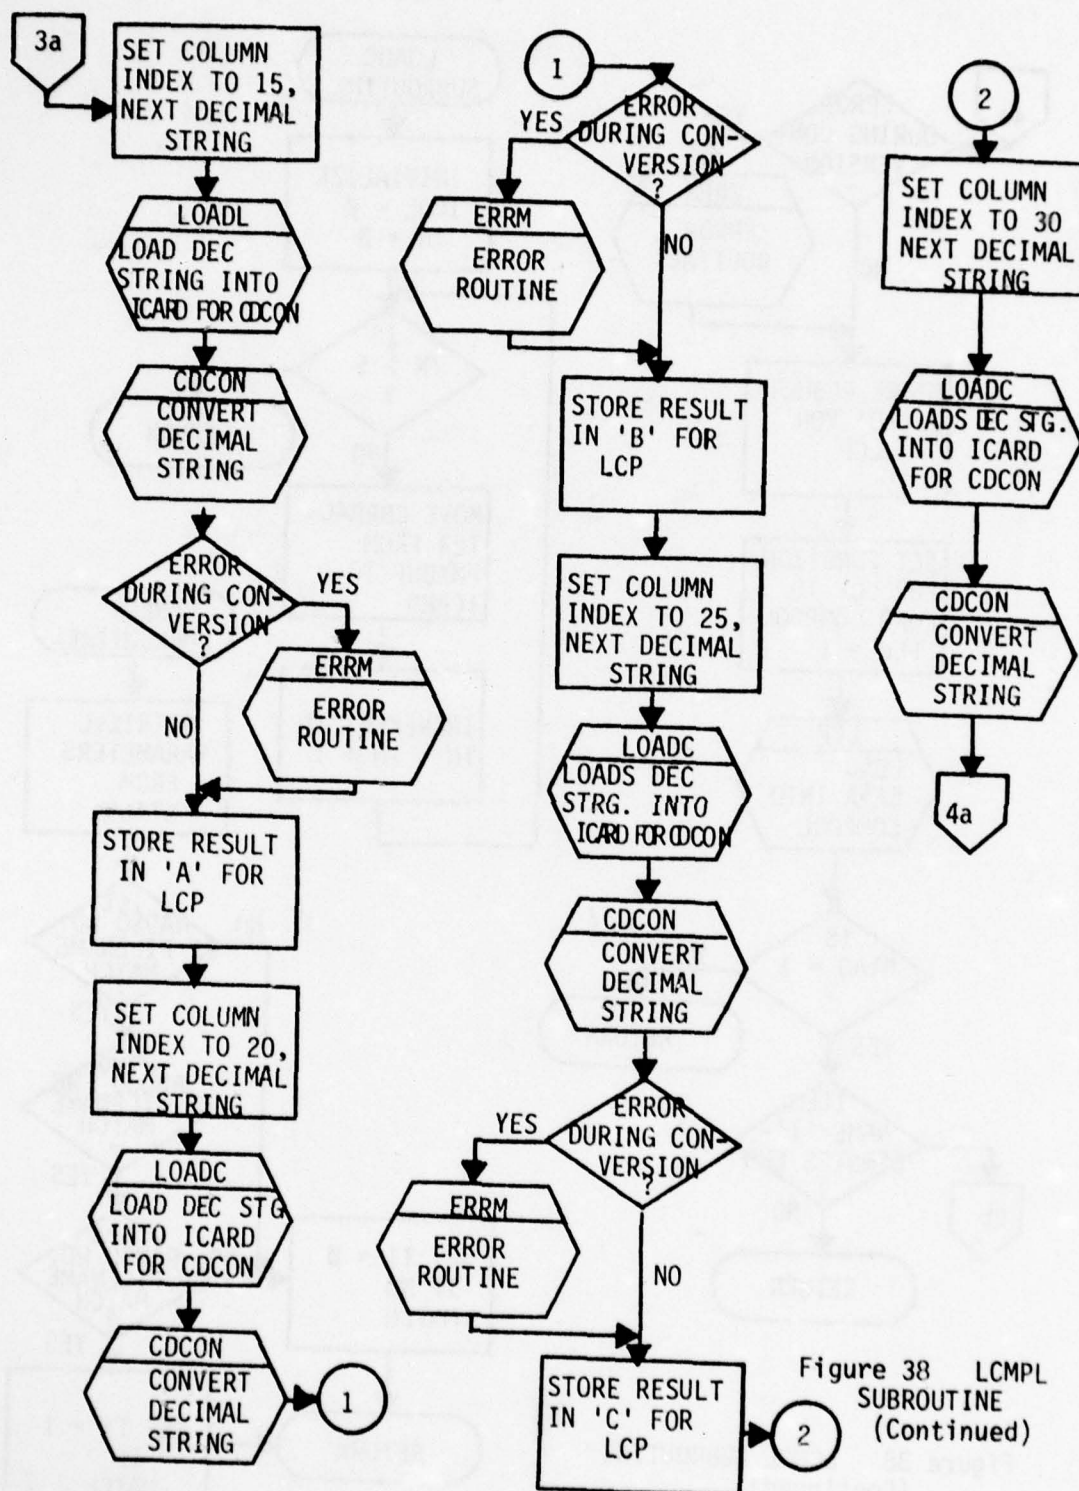 3a
SET COLUMN
INDEX TO 15,
NEXT DECIMAL
STRING
LOADL
LOAD DEC
STRING INTO
ICARD FOR CDCON
CDCON
CONVERT
DECIMAL
STRING
ERROR
DURING CON-
VERSION
?
YES
ERRM
ERROR
ROUTINE
NO
STORE RESULT
IN 'A' FOR
LCP
SET COLUMN
INDEX TO 20,
NEXT DECIMAL
STRING
LOADC
LOAD DEC STG
INTO ICARD
FOR CDCON
CDCON
CONVERT
DECIMAL
STRING
1
1
ERROR
DURING CON-
VERSION
?
YES
ERRM
ERROR
ROUTINE
NO
STORE RESULT
IN 'B' FOR
LCP
SET COLUMN
INDEX TO 25,
NEXT DECIMAL
STRING
LOADC
LOADS DEC
STRG. INTO
ICARD FOR CDCON
CDCON
CONVERT
DECIMAL
STRING
ERROR
DURING CON-
VERSION
?
YES
ERRM
ERROR
ROUTINE
NO
STORE RESULT
IN 'C' FOR
LCP
2
2
SET COLUMN
INDEX TO 30
NEXT DECIMAL
STRING
LOADC
LOADS DEC STG.
INTO ICARD
FOR CDCON
CDCON
CONVERT
DECIMAL
STRING
4a
Figure 38 LCMPL
SUBROUTINE
(Continued)